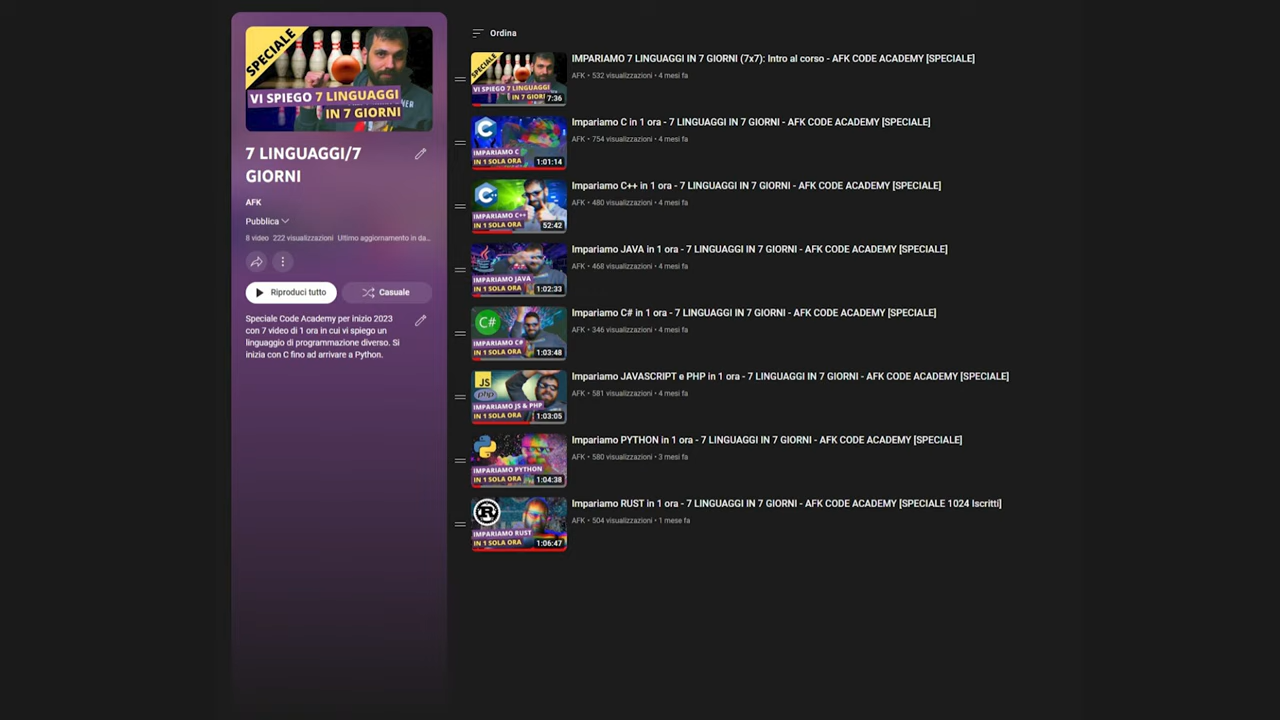 SPECIALE
VI SPIEGO 7 LINGUAGGI
IN 7 GIORNI
7 LINGUAGGI/7
GIORNI
AFK
Pubblica
8 video 222 visualizzazioni Ultimo aggiornamento in da...
Riproduci tutto
Casuale
Speciale Code Academy per inizio 2023
con 7 video di 1 ora in cui vi spiego un
linguaggio di programmazione diverso. Si
inizia con C fino ad arrivare a Python.
Ordina
SPECIALE
VI SPIEGO 7 LINGUAGGI
IN 7 GIORNI
7:36
IMPARIAMO 7 LINGUAGGI IN 7 GIORNI (7x7): Intro al corso - AFK CODE ACADEMY [SPECIALE]
AFK • 532 visualizzazioni • 4 mesi fa
C
IMPARIAMO C
IN 1 SOLA ORA
1:01:14
Impariamo C in 1 ora - 7 LINGUAGGI IN 7 GIORNI - AFK CODE ACADEMY [SPECIALE]
AFK • 754 visualizzazioni • 4 mesi fa
C++
IMPARIAMO C++
IN 1 SOLA ORA
52:42
Impariamo C++ in 1 ora - 7 LINGUAGGI IN 7 GIORNI - AFK CODE ACADEMY [SPECIALE]
AFK • 480 visualizzazioni • 4 mesi fa
IMPARIAMO JAVA
IN 1 SOLA ORA
1:02:33
Impariamo JAVA in 1 ora - 7 LINGUAGGI IN 7 GIORNI - AFK CODE ACADEMY [SPECIALE]
AFK • 468 visualizzazioni • 4 mesi fa
C#
IMPARIAMO C#
IN 1 SOLA ORA
1:03:48
Impariamo C# in 1 ora - 7 LINGUAGGI IN 7 GIORNI - AFK CODE ACADEMY [SPECIALE]
AFK • 346 visualizzazioni • 4 mesi fa
JS
php
IMPARIAMO JS & PHP
IN 1 SOLA ORA
1:03:05
Impariamo JAVASCRIPT e PHP in 1 ora - 7 LINGUAGGI IN 7 GIORNI - AFK CODE ACADEMY [SPECIALE]
AFK • 581 visualizzazioni • 4 mesi fa
IMPARIAMO PYTHON
IN 1 SOLA ORA
1:04:38
Impariamo PYTHON in 1 ora - 7 LINGUAGGI IN 7 GIORNI - AFK CODE ACADEMY [SPECIALE]
AFK • 580 visualizzazioni • 3 mesi fa
R
IMPARIAMO RUST
IN 1 SOLA ORA
1:06:47
Impariamo RUST in 1 ora - 7 LINGUAGGI IN 7 GIORNI - AFK CODE ACADEMY [SPECIALE 1024 Iscritti]
AFK • 504 visualizzazioni • 1 mese fa